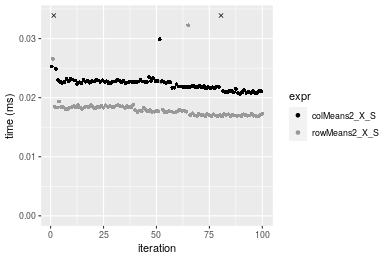 0.03
0.02
0.01
0.00
time (ms)
0
25
50
75
100
iteration
expr
colMeans2_X_S
rowMeans2_X_S